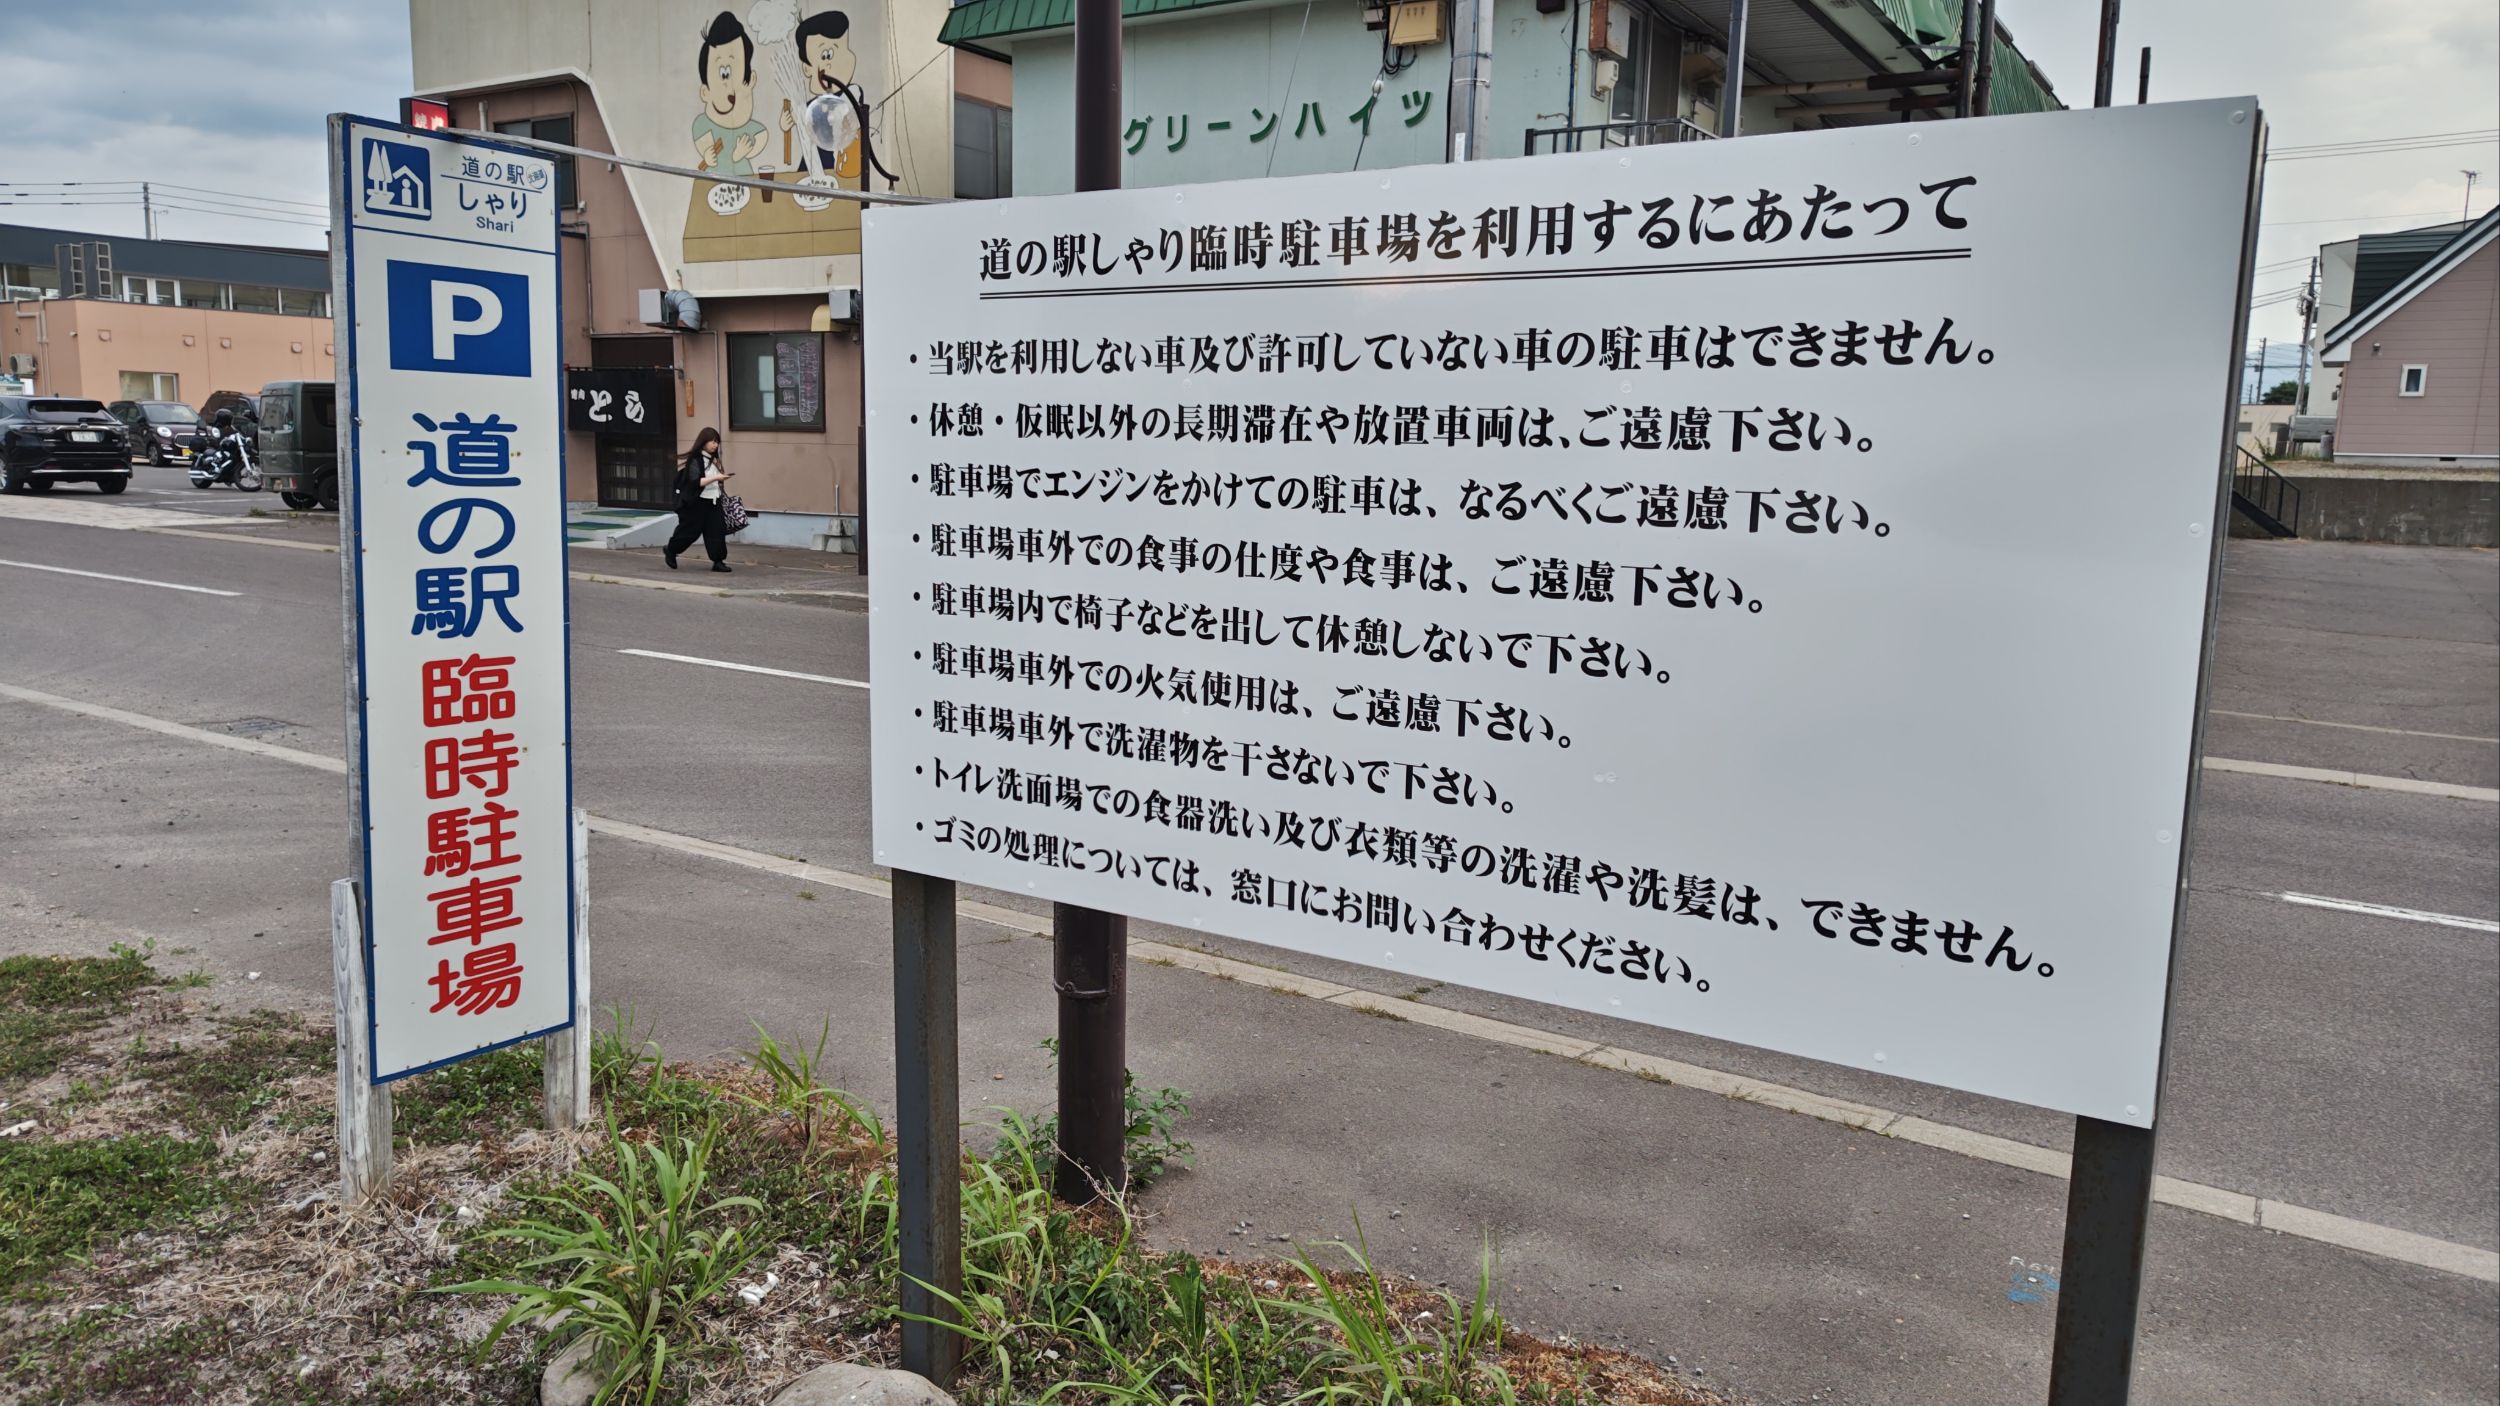 道の駅
北海道
しゃり
Shari
P
道の駅
臨時駐車場
グリーンハイツ
どら
道の駅しゃり臨時駐車場を利用するにあたって
・当駅を利用しない車及び許可していない車の駐車はできません。
・休憩・仮眠以外の長期滞在や放置車両は、ご遠慮下さい。
・駐車場でエンジンをかけての駐車は、なるべくご遠慮下さい。
・駐車場車外での食事の仕度や食事は、ご遠慮下さい。
・駐車場内で椅子などを出して休憩しないで下さい。
・駐車場車外での火気使用は、ご遠慮下さい。
・駐車場車外で洗濯物を干さないで下さい。
・トイレ洗面場での食器洗い及び衣類等の洗濯や洗髪は、できません。
・ゴミの処理については、窓口にお問い合わせください。